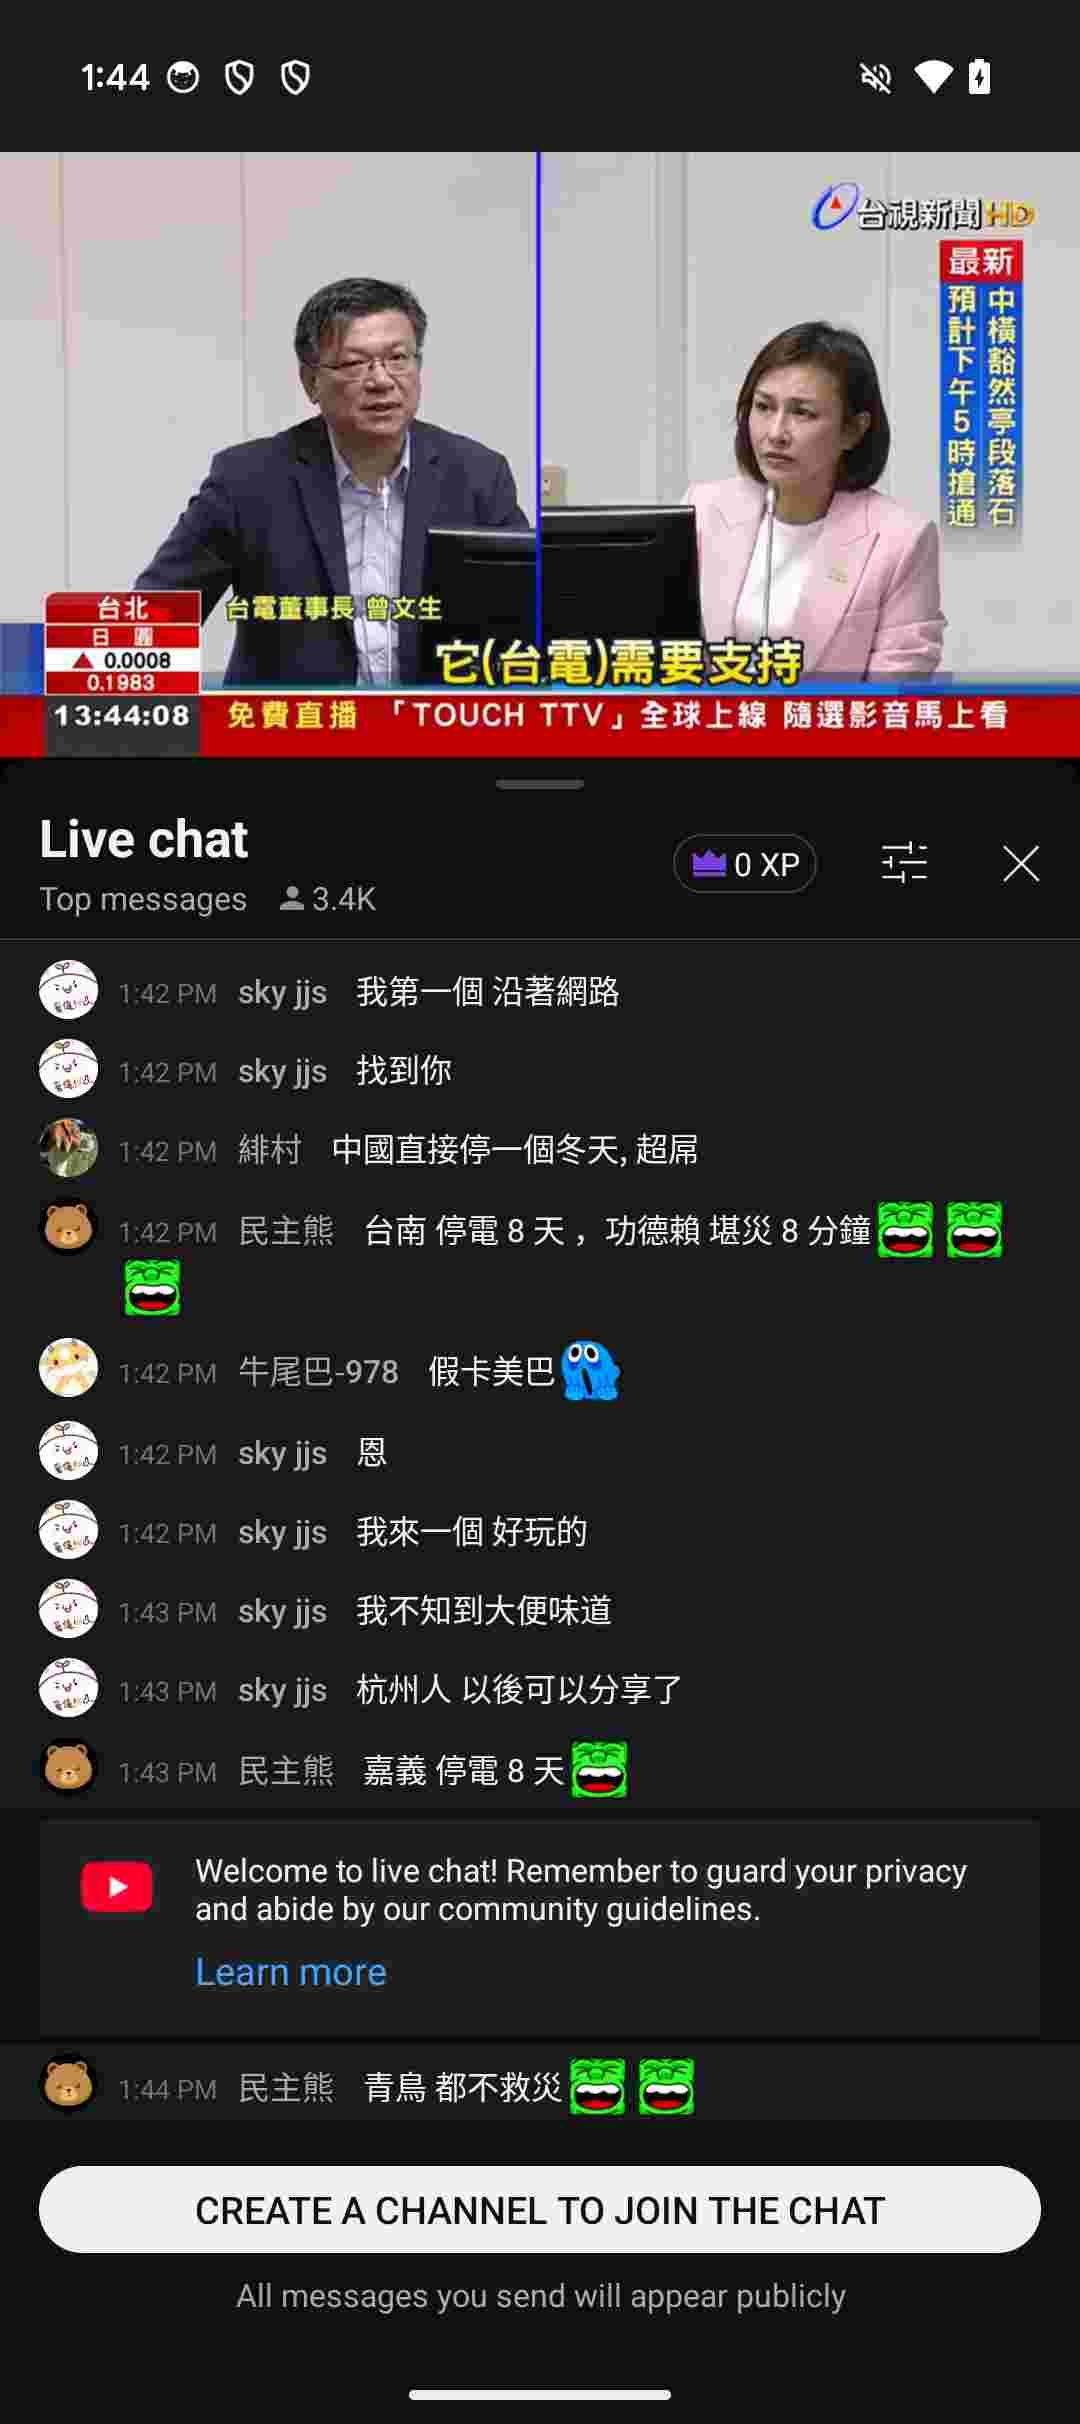 1:44
台視新聞HD
最新
中橫豁然亭段落石
預計下午5時搶通
台北
日 圓
▲ 0.0008
0.1983
13:44:08
台電董事長 曾文生
它(台電)需要支持
免費直播 「TOUCH TTV」全球上線 隨選影音馬上看
Live chat
Top messages 3.4K
0 XP
1:42 PM sky jjs 我第一個 沿著網路
1:42 PM sky jjs 找到你
1:42 PM 緋村 中國直接停一個冬天, 超屌
1:42 PM 民主熊 台南 停電 8 天 ，功德賴 堪災 8 分鐘
1:42 PM 牛尾巴-978 假卡美巴
1:42 PM sky jjs 恩
1:42 PM sky jjs 我來一個 好玩的
1:43 PM sky jjs 我不知到大便味道
1:43 PM sky jjs 杭州人 以後可以分享了
1:43 PM 民主熊 嘉義 停電 8 天
Welcome to live chat! Remember to guard your privacy
and abide by our community guidelines.
Learn more
1:44 PM 民主熊 青鳥 都不救災
CREATE A CHANNEL TO JOIN THE CHAT
All messages you send will appear publicly